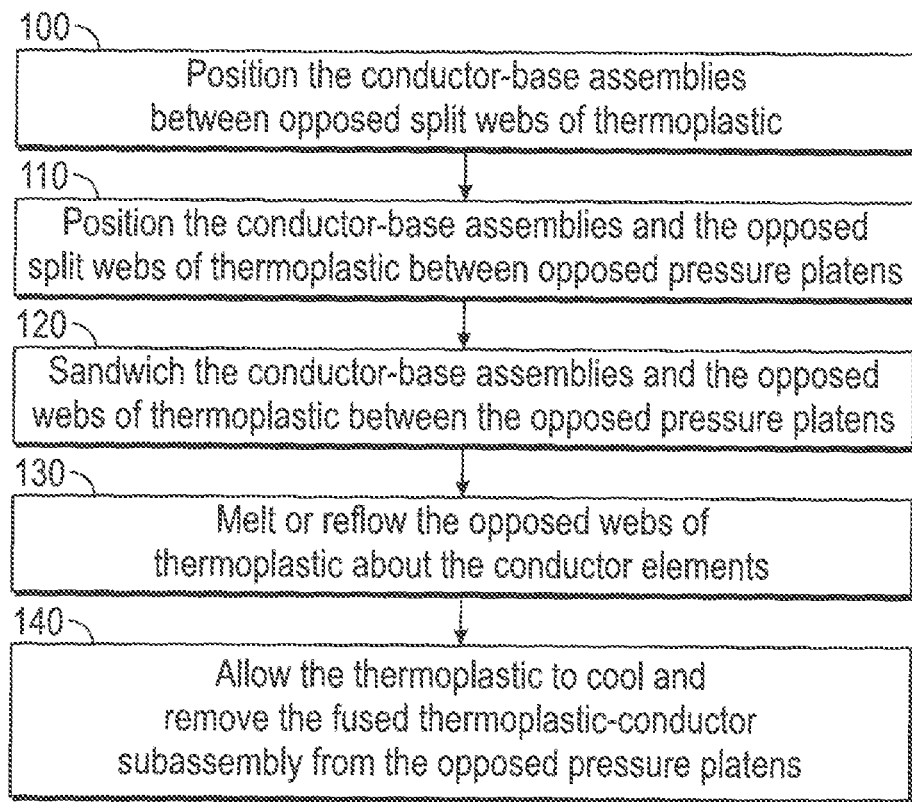 100
Position the conductor-base assemblies
between opposed split webs of thermoplastic
110
Position the conductor-base assemblies and the opposed
split webs of thermoplastic between opposed pressure platens
120
Sandwich the conductor-base assemblies and the opposed
webs of thermoplastic between the opposed pressure platens
130
Melt or reflow the opposed webs of
thermoplastic about the conductor elements
140
Allow the thermoplastic to cool and
remove the fused thermoplastic-conductor
subassembly from the opposed pressure platens